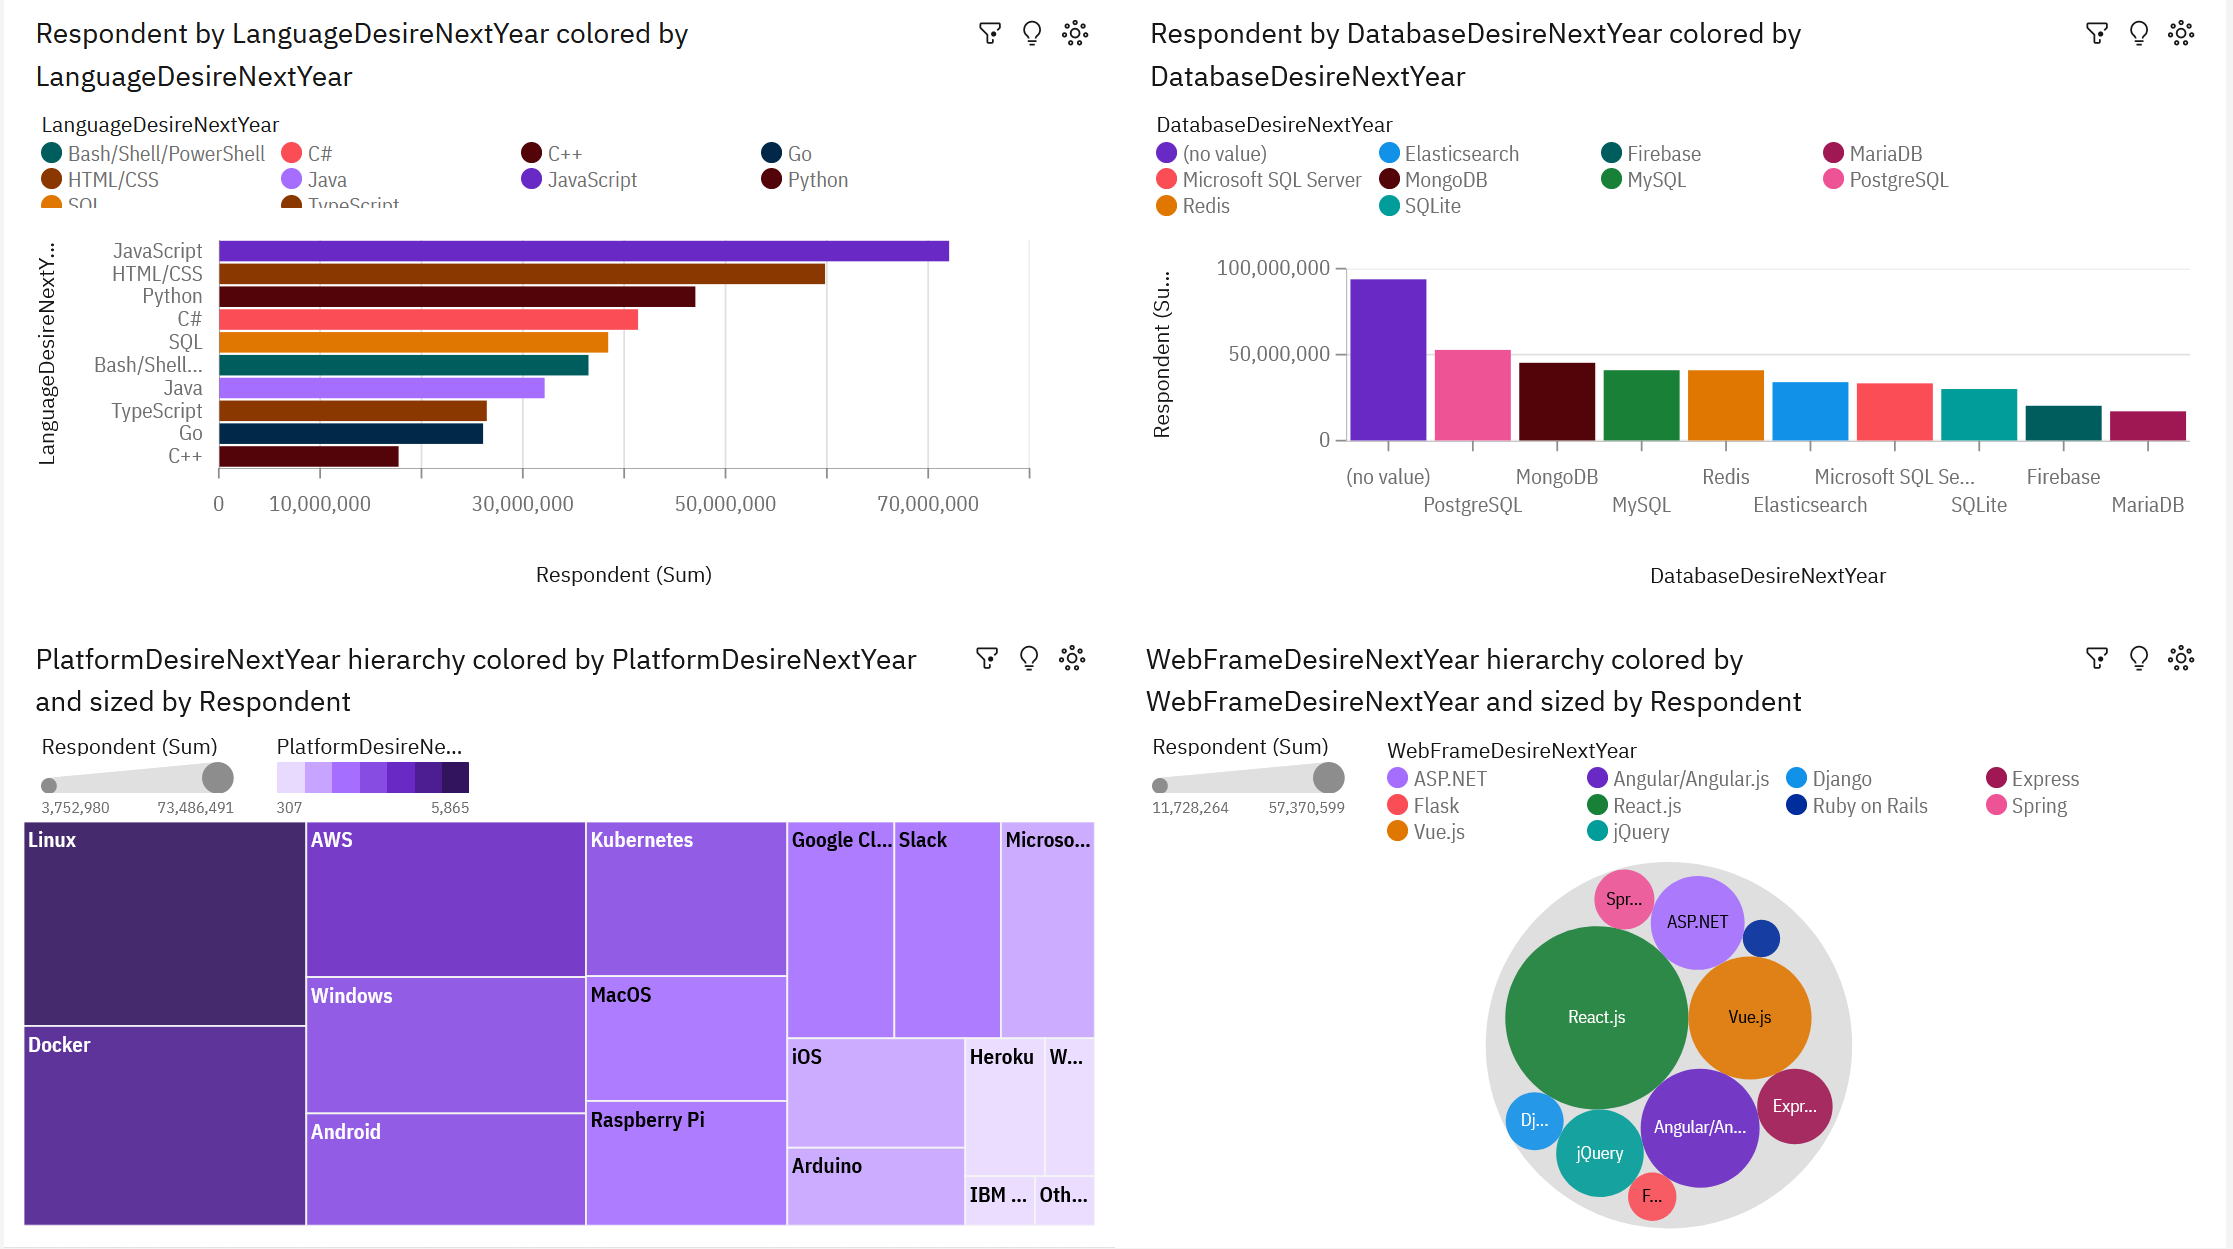 Respondent by LanguageDesireNextYear colored by
LanguageDesireNextYear
LanguageDesireNextYear
Bash/Shell/PowerShell C# C++ Go
HTML/CSS Java JavaScript Python
SQL TypeScript
LanguageDesireNextY...
JavaScript
HTML/CSS
Python
C#
SQL
Bash/Shell...
Java
TypeScript
Go
C++
0 10,000,000 30,000,000 50,000,000 70,000,000
Respondent (Sum)
Respondent by DatabaseDesireNextYear colored by
DatabaseDesireNextYear
DatabaseDesireNextYear
(no value) Elasticsearch Firebase MariaDB
Microsoft SQL Server MongoDB MySQL PostgreSQL
Redis SQLite
Respondent (Su...
100,000,000
50,000,000
0
(no value) MongoDB Redis Microsoft SQL Se... Firebase
PostgreSQL MySQL Elasticsearch SQLite MariaDB
DatabaseDesireNextYear
PlatformDesireNextYear hierarchy colored by PlatformDesireNextYear
and sized by Respondent
Respondent (Sum) PlatformDesireNe...
3,752,980 73,486,491 307 5,865
Linux AWS Kubernetes Google Cl... Slack Microso...
Windows MacOS
Docker iOS Heroku W...
Android Raspberry Pi
Arduino IBM ... Oth...
WebFrameDesireNextYear hierarchy colored by
WebFrameDesireNextYear and sized by Respondent
Respondent (Sum) WebFrameDesireNextYear
11,728,264 57,370,599
ASP.NET Angular/Angular.js Django Express
Flask React.js Ruby on Rails Spring
Vue.js jQuery
Spr... ASP.NET
React.js Vue.js
Dj... Angular/An... Expr...
jQuery
F...